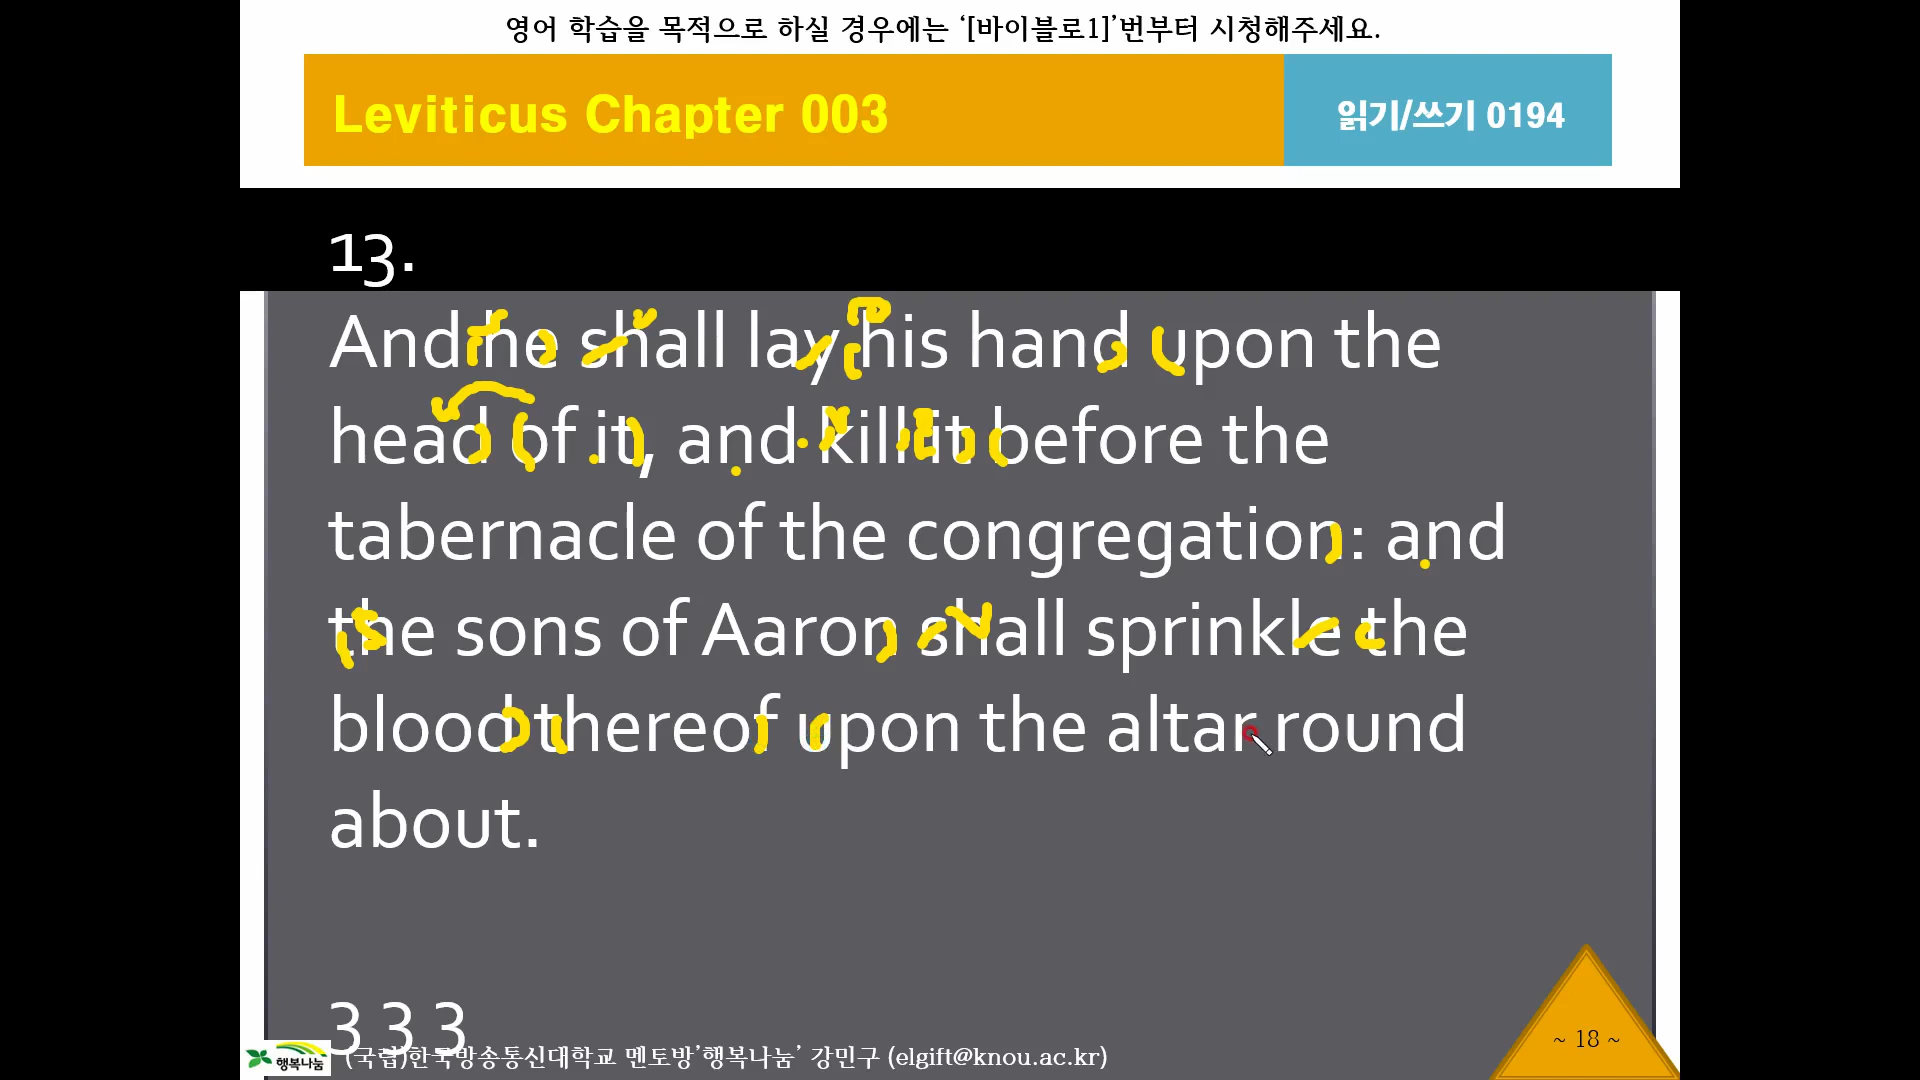 영어 학습을 목적으로 하실 경우에는 ‘[바이블로1]’번부터 시청해주세요.
Leviticus Chapter 003
읽기/쓰기 0194
13.
And he shall lay his hand upon the
head of it, and kill it before the
tabernacle of the congregation: and
the sons of Aaron shall sprinkle the
blood thereof upon the altar round
about.
3 3 3
~ 18 ~
행복나눔
(국립)한국방송통신대학교 멘토방’행복나눔’ 강민구 (elgift@knou.ac.kr)